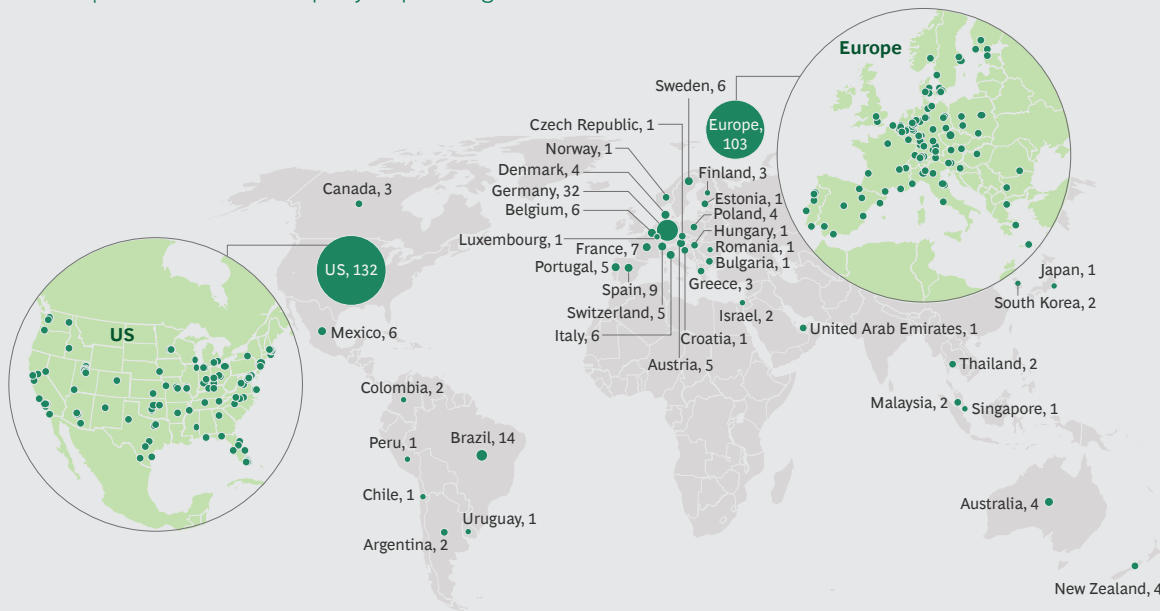 Europe
Sweden, 6
Europe,
103
Czech Republic, 1
Norway, 1
Denmark, 4
Finland, 3
Canada, 3
Germany, 32
Estonia, 1
Belgium, 6
Poland, 4
Hungary, 1
Luxembourg, 1
France, 7
Romania, 1
Portugal, 5
Bulgaria, 1
US, 132
Spain, 9
Greece, 3
Japan, 1
South Korea, 2
Switzerland, 5
Israel, 2
US
Mexico, 6
Italy, 6
Croatia, 1
United Arab Emirates, 1
Austria, 5
Thailand, 2
Colombia, 2
Malaysia, 2
Singapore, 1
Peru, 1
Brazil, 14
Chile, 1
Australia, 4
Uruguay, 1
Argentina, 2
New Zealand, 4